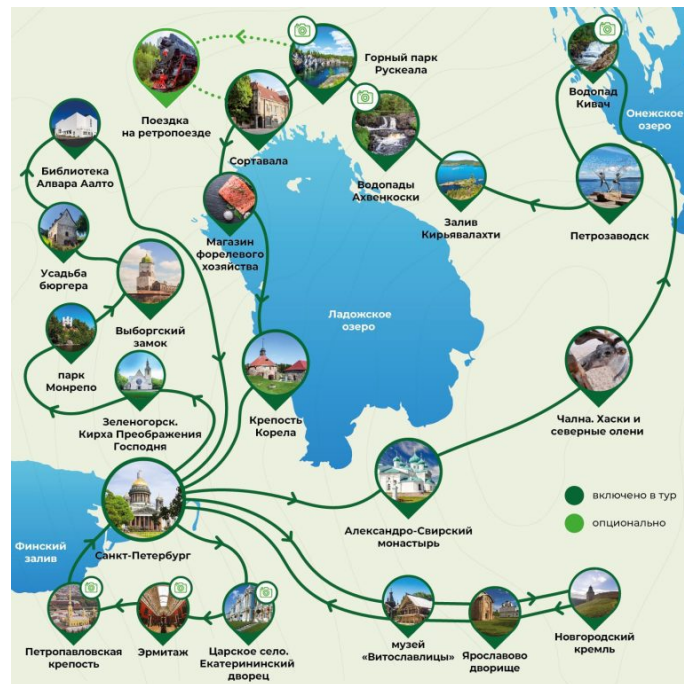 Горный парк
Рускеала
Водопад
Кивач
Онежское
озеро
Поездка
на ретропоезде
Сортавала
Водопады
Ахвенкоски
Библиотека
Алвара Аалто
Залив
Кирьявалахти
Петрозаводск
Магазин
форелевого
хозяйства
Усадьба
бюргера
Ладожское
озеро
Выборгский
замок
парк
Монрепо
Зеленогорск.
Кирха Преображения
Господня
Крепость
Корела
Чална. Хаски и
северные олени
включено в тур
опционально
Александро-Свирский
монастырь
Финский
залив
Санкт-Петербург
Петропавловская
крепость
Эрмитаж
Царское село.
Екатерининский
дворец
музей
«Витославлицы»
Ярославово
дворище
Новгородский
кремль